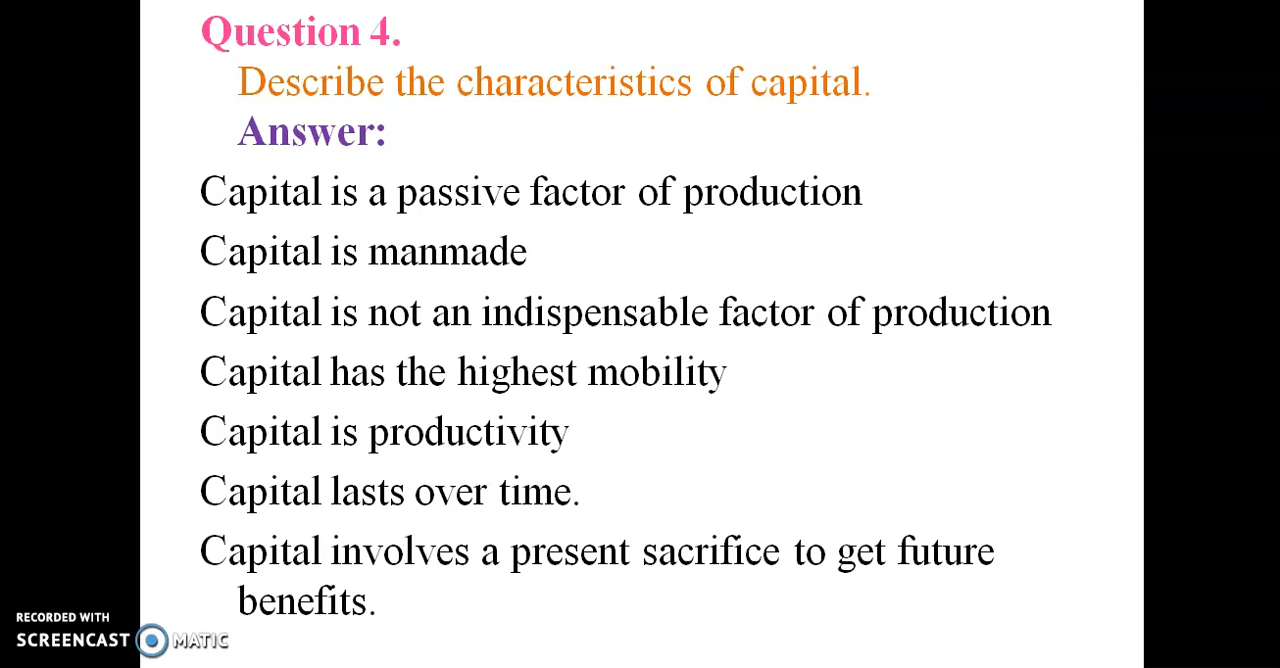 Question 4.
Describe the characteristics of capital.
Answer:
Capital is a passive factor of production
Capital is manmade
Capital is not an indispensable factor of production
Capital has the highest mobility
Capital is productivity
Capital lasts over time.
Capital involves a present sacrifice to get future
benefits.
RECORDED WITH
SCREENCAST MATIC